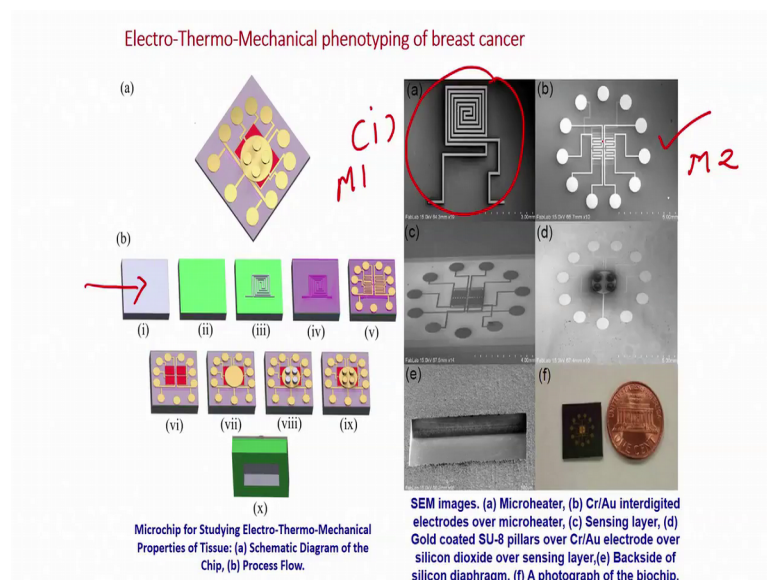 Electro-Thermo-Mechanical phenotyping of breast cancer
(a)
(i)
M1
(b)
(i)
(ii)
(iii)
(iv)
(v)
(vi)
(vii)
(viii)
(ix)
(x)
Microchip for Studying Electro-Thermo-Mechanical
Properties of Tissue: (a) Schematic Diagram of the
Chip, (b) Process Flow.
(a)
(b)
M2
(c)
(d)
(e)
(f)
SEM images. (a) Microheater, (b) Cr/Au interdigited
electrodes over microheater, (c) Sensing layer, (d)
Gold coated SU-8 pillars over Cr/Au electrode over
silicon dioxide over sensing layer,(e) Backside of
silicon diaphragm, (f) A photograph of the biochip.